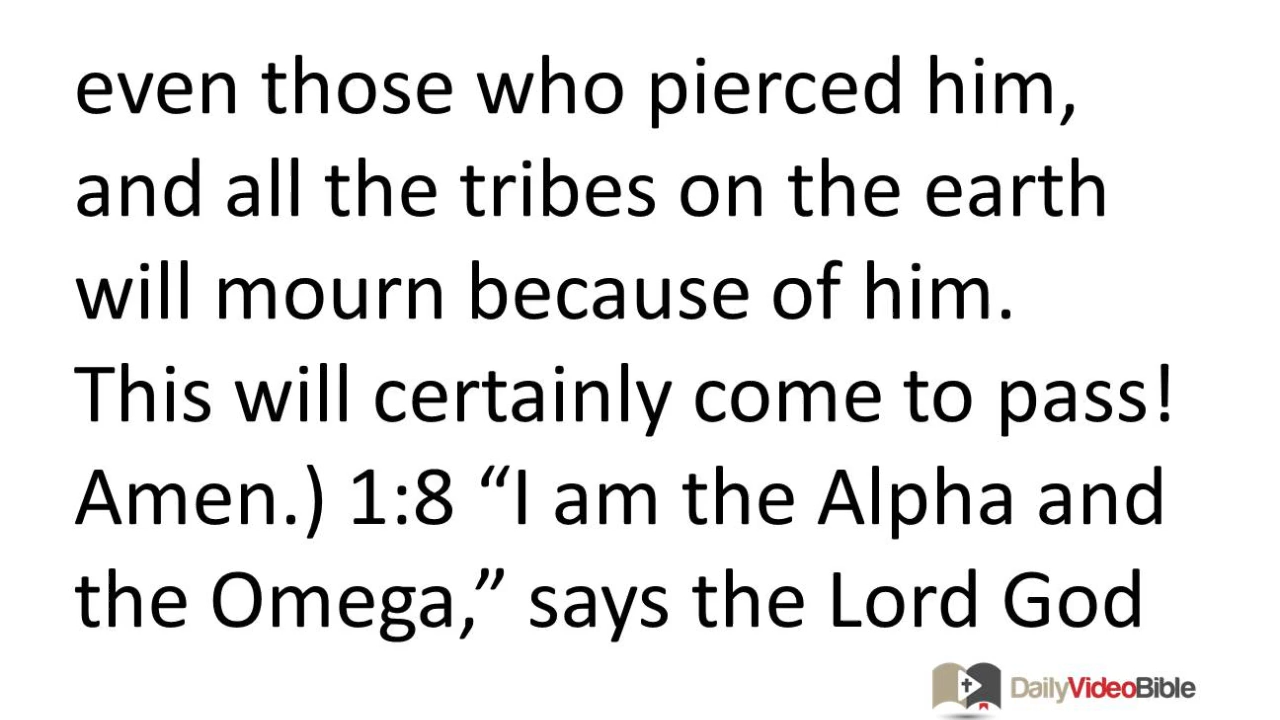 even those who pierced him,
and all the tribes on the earth
will mourn because of him.
This will certainly come to pass!
Amen.) 1:8 “I am the Alpha and
the Omega,” says the Lord God
DailyVideoBible